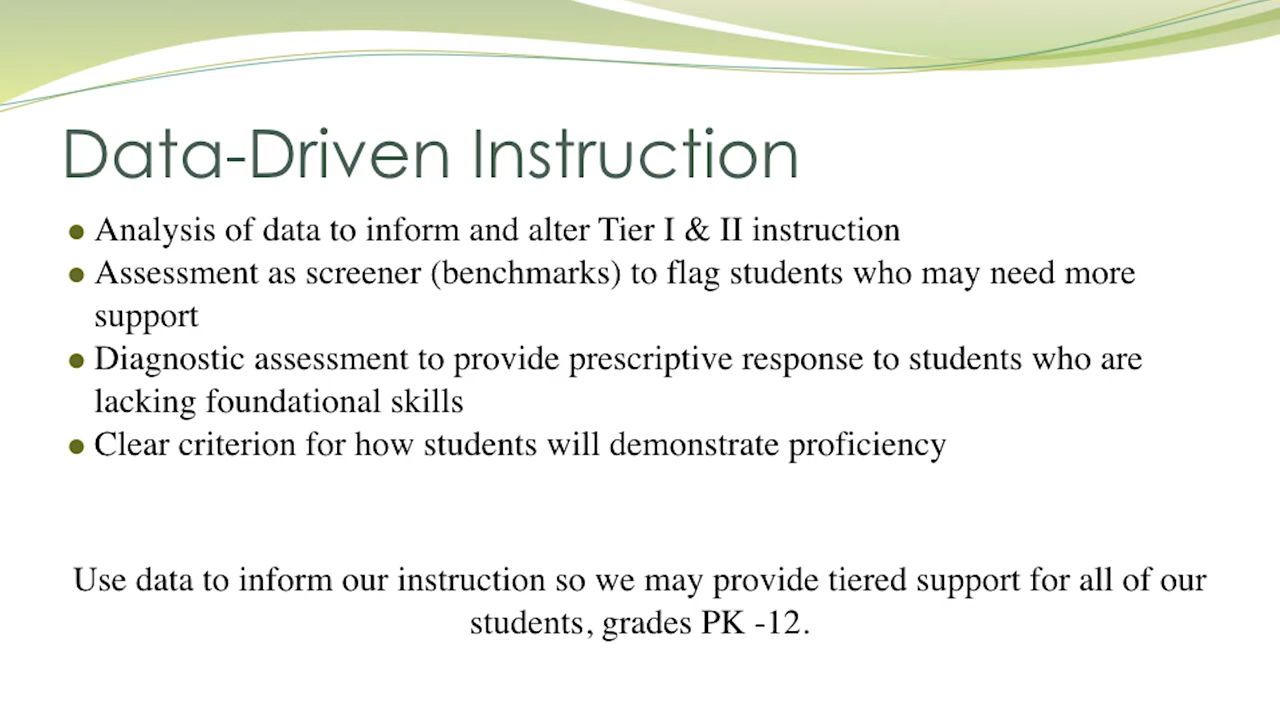 Data-Driven Instruction
● Analysis of data to inform and alter Tier I & II instruction
● Assessment as screener (benchmarks) to flag students who may need more
support
● Diagnostic assessment to provide prescriptive response to students who are
lacking foundational skills
● Clear criterion for how students will demonstrate proficiency
Use data to inform our instruction so we may provide tiered support for all of our
students, grades PK -12.